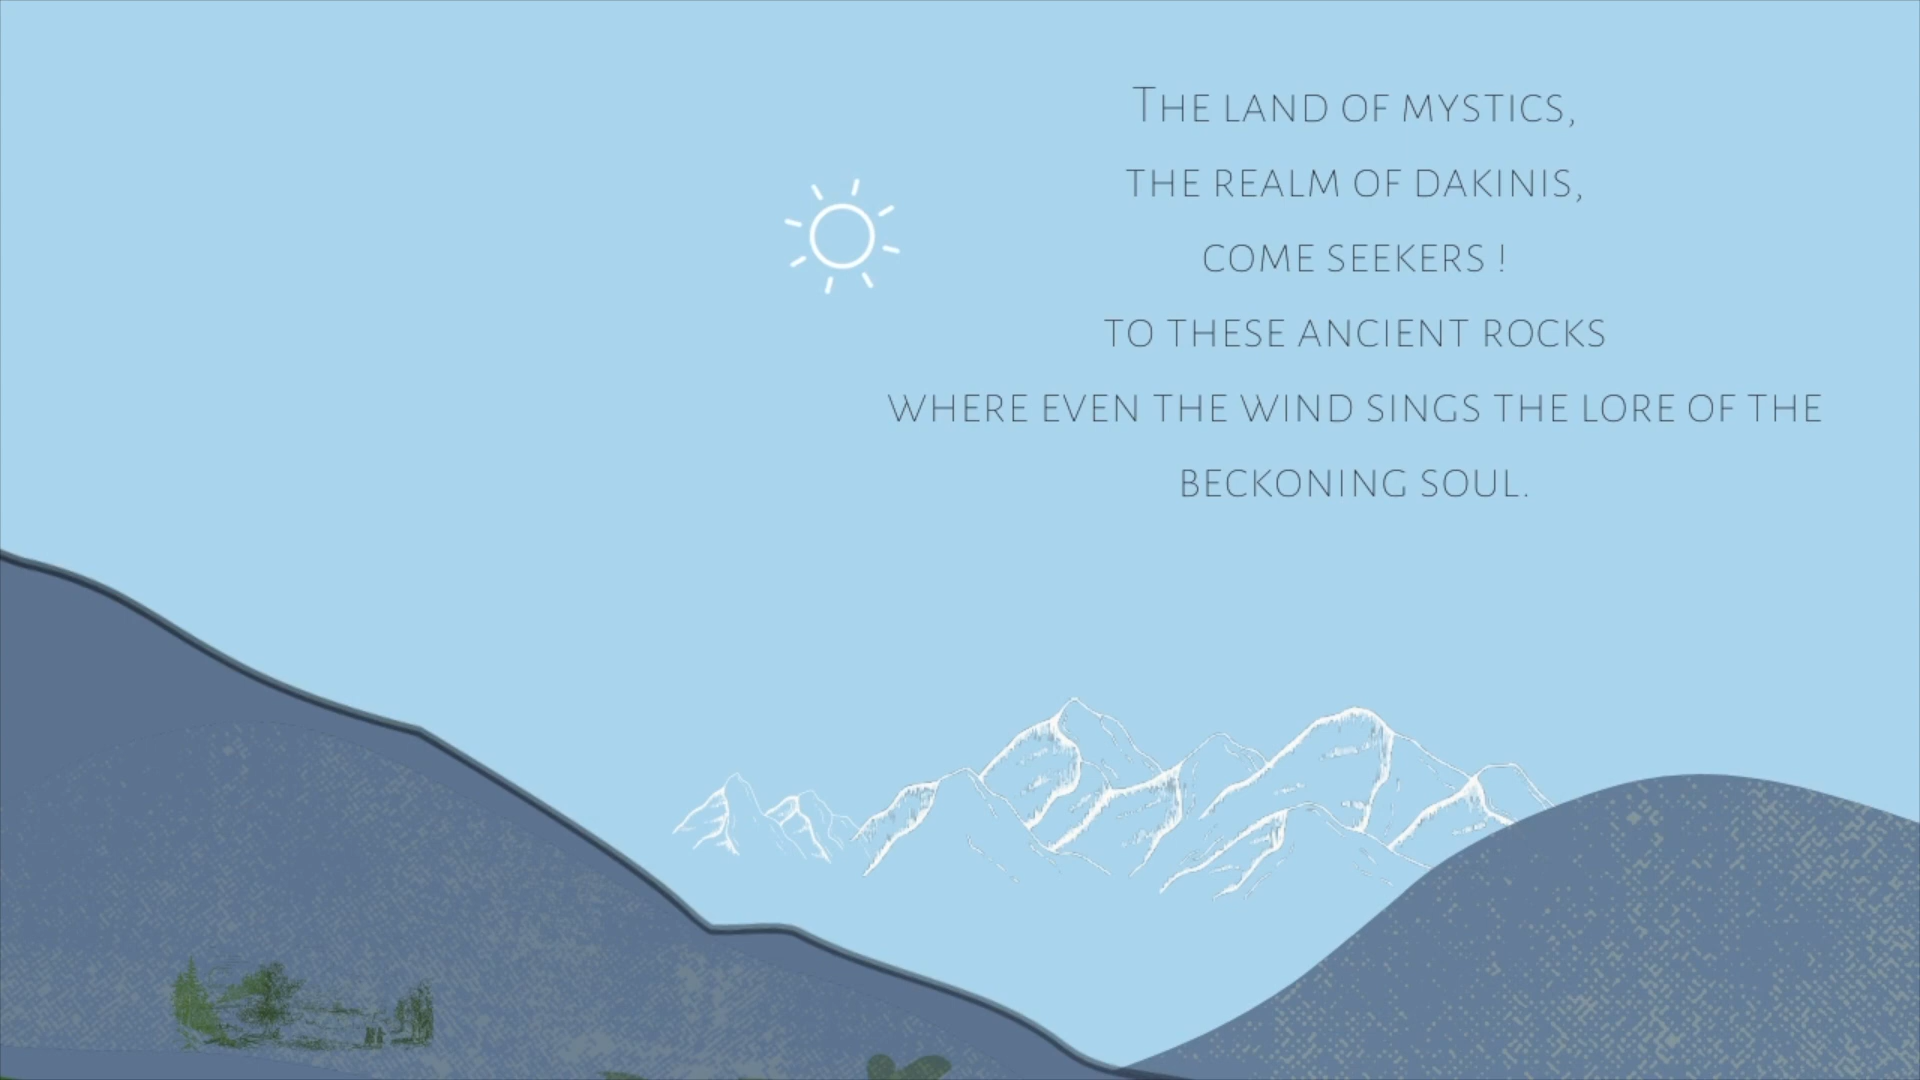 The land of mystics,
the realm of dakinis,
come seekers !
to these ancient rocks
where even the wind sings the lore of the
beckoning soul.